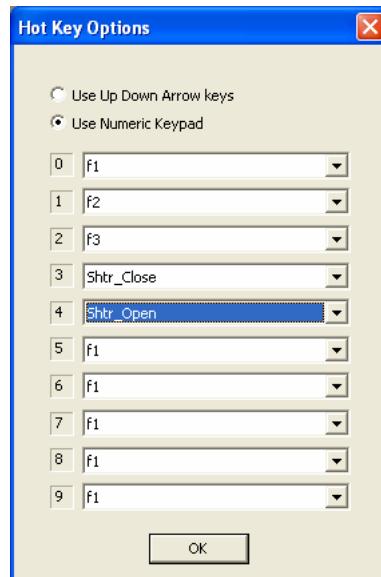 Hot Key Options
Use Up Down Arrow keys
Use Numeric Keypad
0 f1
1 f2
2 f3
3 Shtr_Close
4 Shtr_Open
5 f1
6 f1
7 f1
8 f1
9 f1
OK